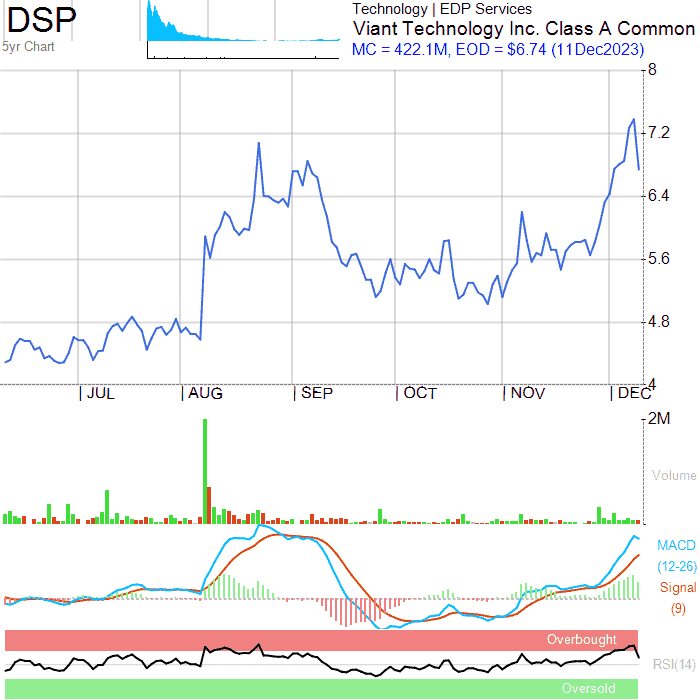 DSP
5yr Chart
Technology | EDP Services
Viant Technology Inc. Class A Common
MC = 422.1M, EOD = $6.74 (11Dec2023)
8
7.2
6.4
5.6
4.8
4
| JUL
| AUG
| SEP
| OCT
| NOV
| DEC
2M
Volume
MACD
(12-26)
Signal
(9)
Overbought
RSI(14)
Oversold